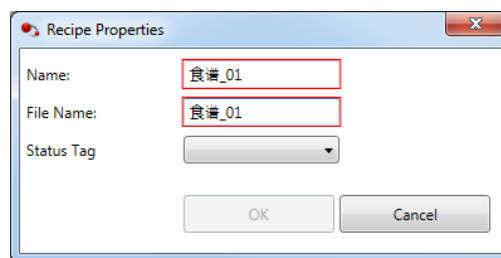 Recipe Properties
Name:
食谱_01
File Name:
食谱_01
Status Tag
OK
Cancel